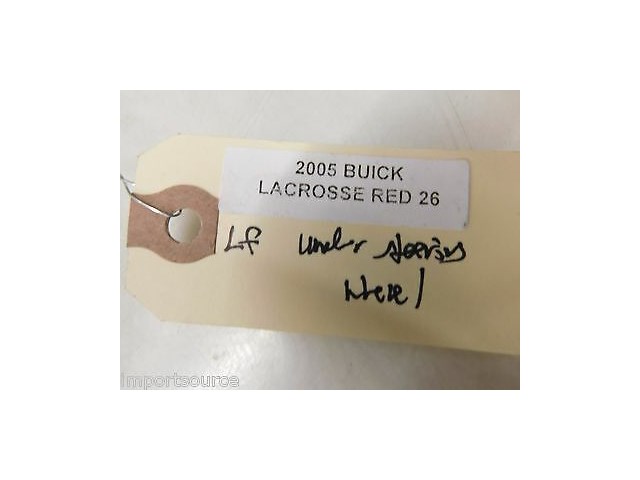 2005 BUICK
LACROSSE RED 26
LF under steering
wheel
importsource